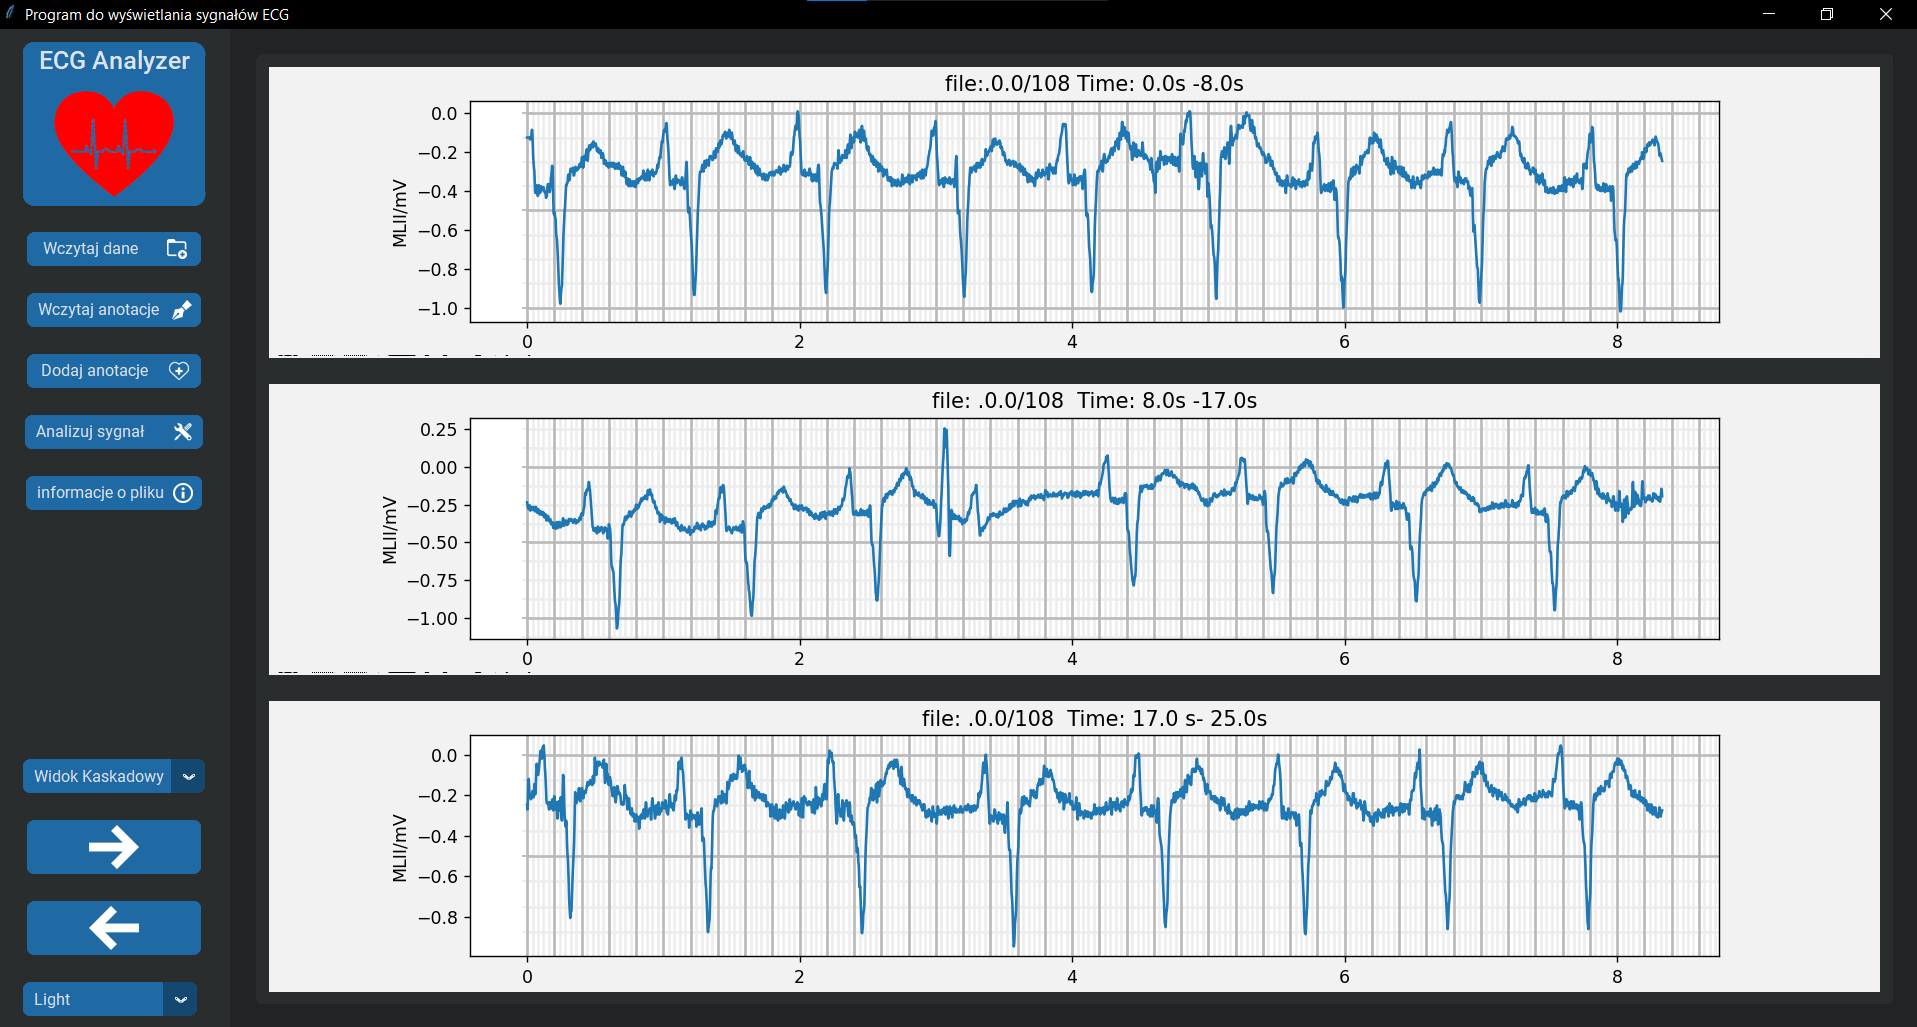 Program do wyświetlania sygnałów ECG
ECG Analyzer
Wczytaj dane
Wczytaj anotacje
Dodaj anotacje
Analizuj sygnał
informacje o pliku
Widok Kaskadowy
Light
file:.0.0/108 Time: 0.0s -8.0s
MLII/mV
0.0
−0.2
−0.4
−0.6
−0.8
−1.0
0 2 4 6 8
file: .0.0/108 Time: 8.0s -17.0s
MLII/mV
0.25
0.00
−0.25
−0.50
−0.75
−1.00
0 2 4 6 8
file: .0.0/108 Time: 17.0 s- 25.0s
MLII/mV
0.0
−0.2
−0.4
−0.6
−0.8
0 2 4 6 8